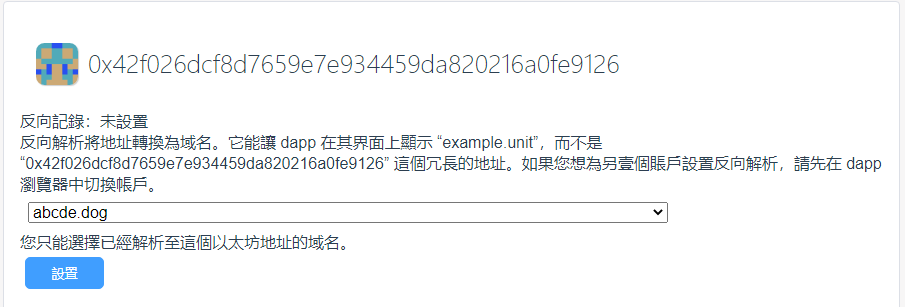 0x42f026dcf8d7659e7e934459da820216a0fe9126
反向記錄：未設置
反向解析將地址轉換為域名。它能讓 dapp 在其界面上顯示 “example.unit”，而不是
“0x42f026dcf8d7659e7e934459da820216a0fe9126” 這個冗長的地址。如果您想為另壹個賬戶設置反向解析，請先在 dapp
瀏覽器中切換帳戶。
abcde.dog
您只能選擇已經解析至這個以太坊地址的域名。
設置